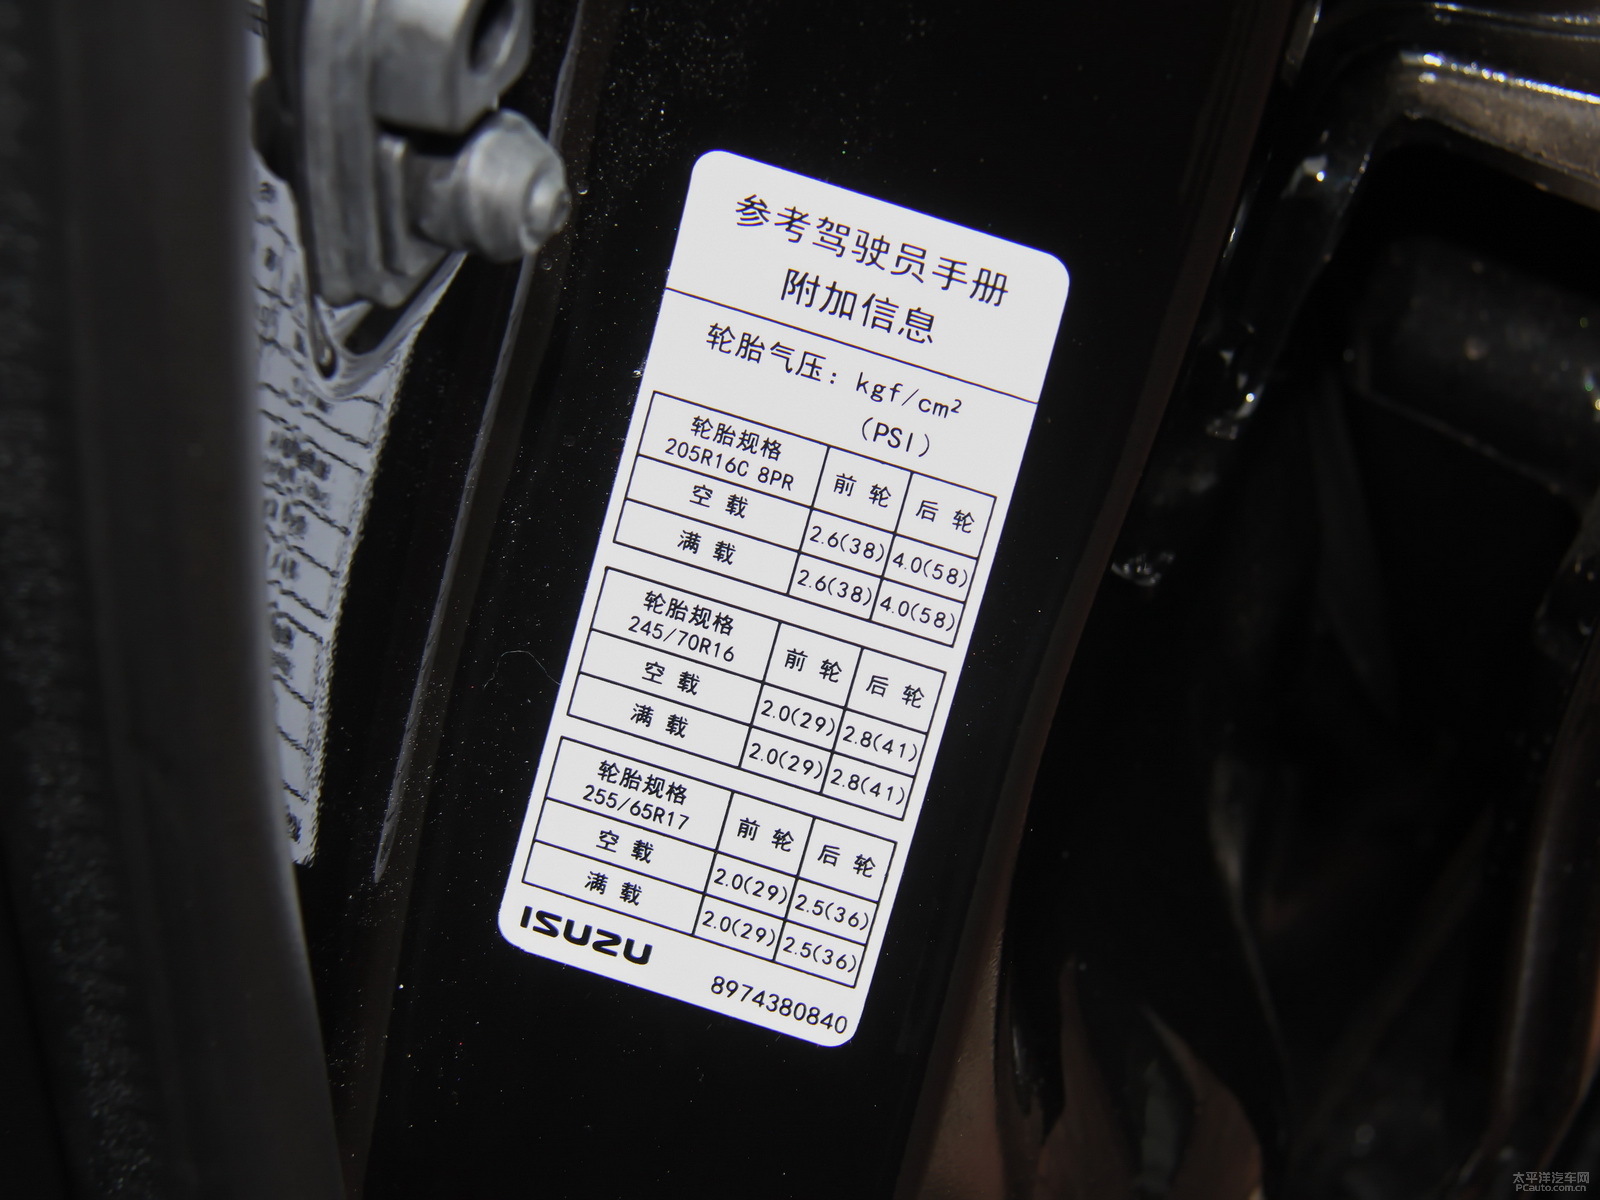 参考驾驶员手册
附加信息
轮胎气压: kgf/cm²
(PSI)
轮胎规格
205R16C 8PR
前 轮
后 轮
空 载
2.6(38)
4.0(58)
满 载
2.6(38)
4.0(58)
轮胎规格
245/70R16
前 轮
后 轮
空 载
2.0(29)
2.8(41)
满 载
2.0(29)
2.8(41)
轮胎规格
255/65R17
前 轮
后 轮
空 载
2.0(29)
2.5(36)
满 载
2.0(29)
2.5(36)
ISUZU
8974380840
太平洋汽车网
PCauto.com.cn